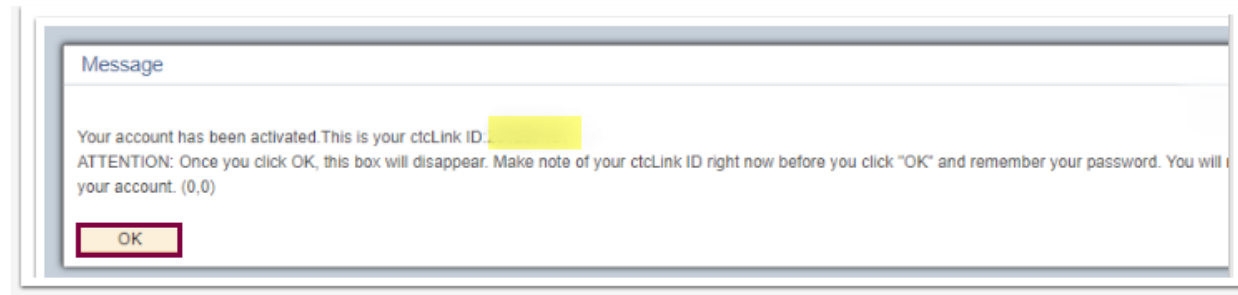 Message
Your account has been activated.This is your ctcLink ID:
ATTENTION: Once you click OK, this box will disappear. Make note of your ctcLink ID right now before you click "OK" and remember your password. You will
your account. (0,0)
OK